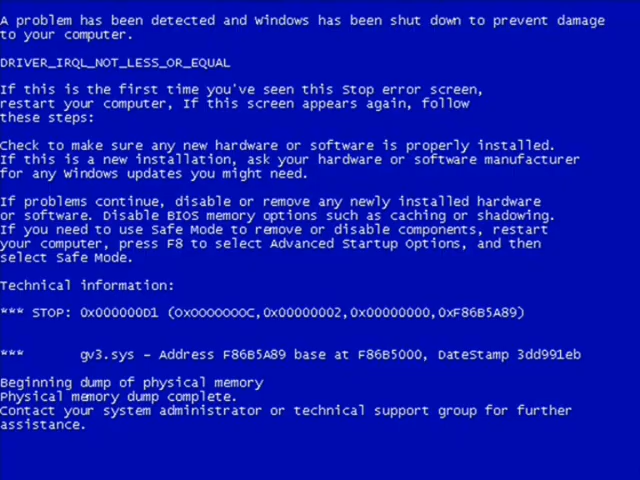 A problem has been detected and Windows has been shut down to prevent damage
to your computer.
DRIVER_IRQL_NOT_LESS_OR_EQUAL
If this is the first time you've seen this Stop error screen,
restart your computer, If this screen appears again, follow
these steps:
Check to make sure any new hardware or software is properly installed.
If this is a new installation, ask your hardware or software manufacturer
for any Windows updates you might need.
If problems continue, disable or remove any newly installed hardware
or software. Disable BIOS memory options such as caching or shadowing.
If you need to use Safe Mode to remove or disable components, restart
your computer, press F8 to select Advanced Startup Options, and then
select Safe Mode.
Technical information:
*** STOP: 0x000000D1 (0x0000000C,0x00000002,0x00000000,0xF86B5A89)
*** gv3.sys - Address F86B5A89 base at F86B5000, DateStamp 3dd991eb
Beginning dump of physical memory
Physical memory dump complete.
Contact your system administrator or technical support group for further
assistance.